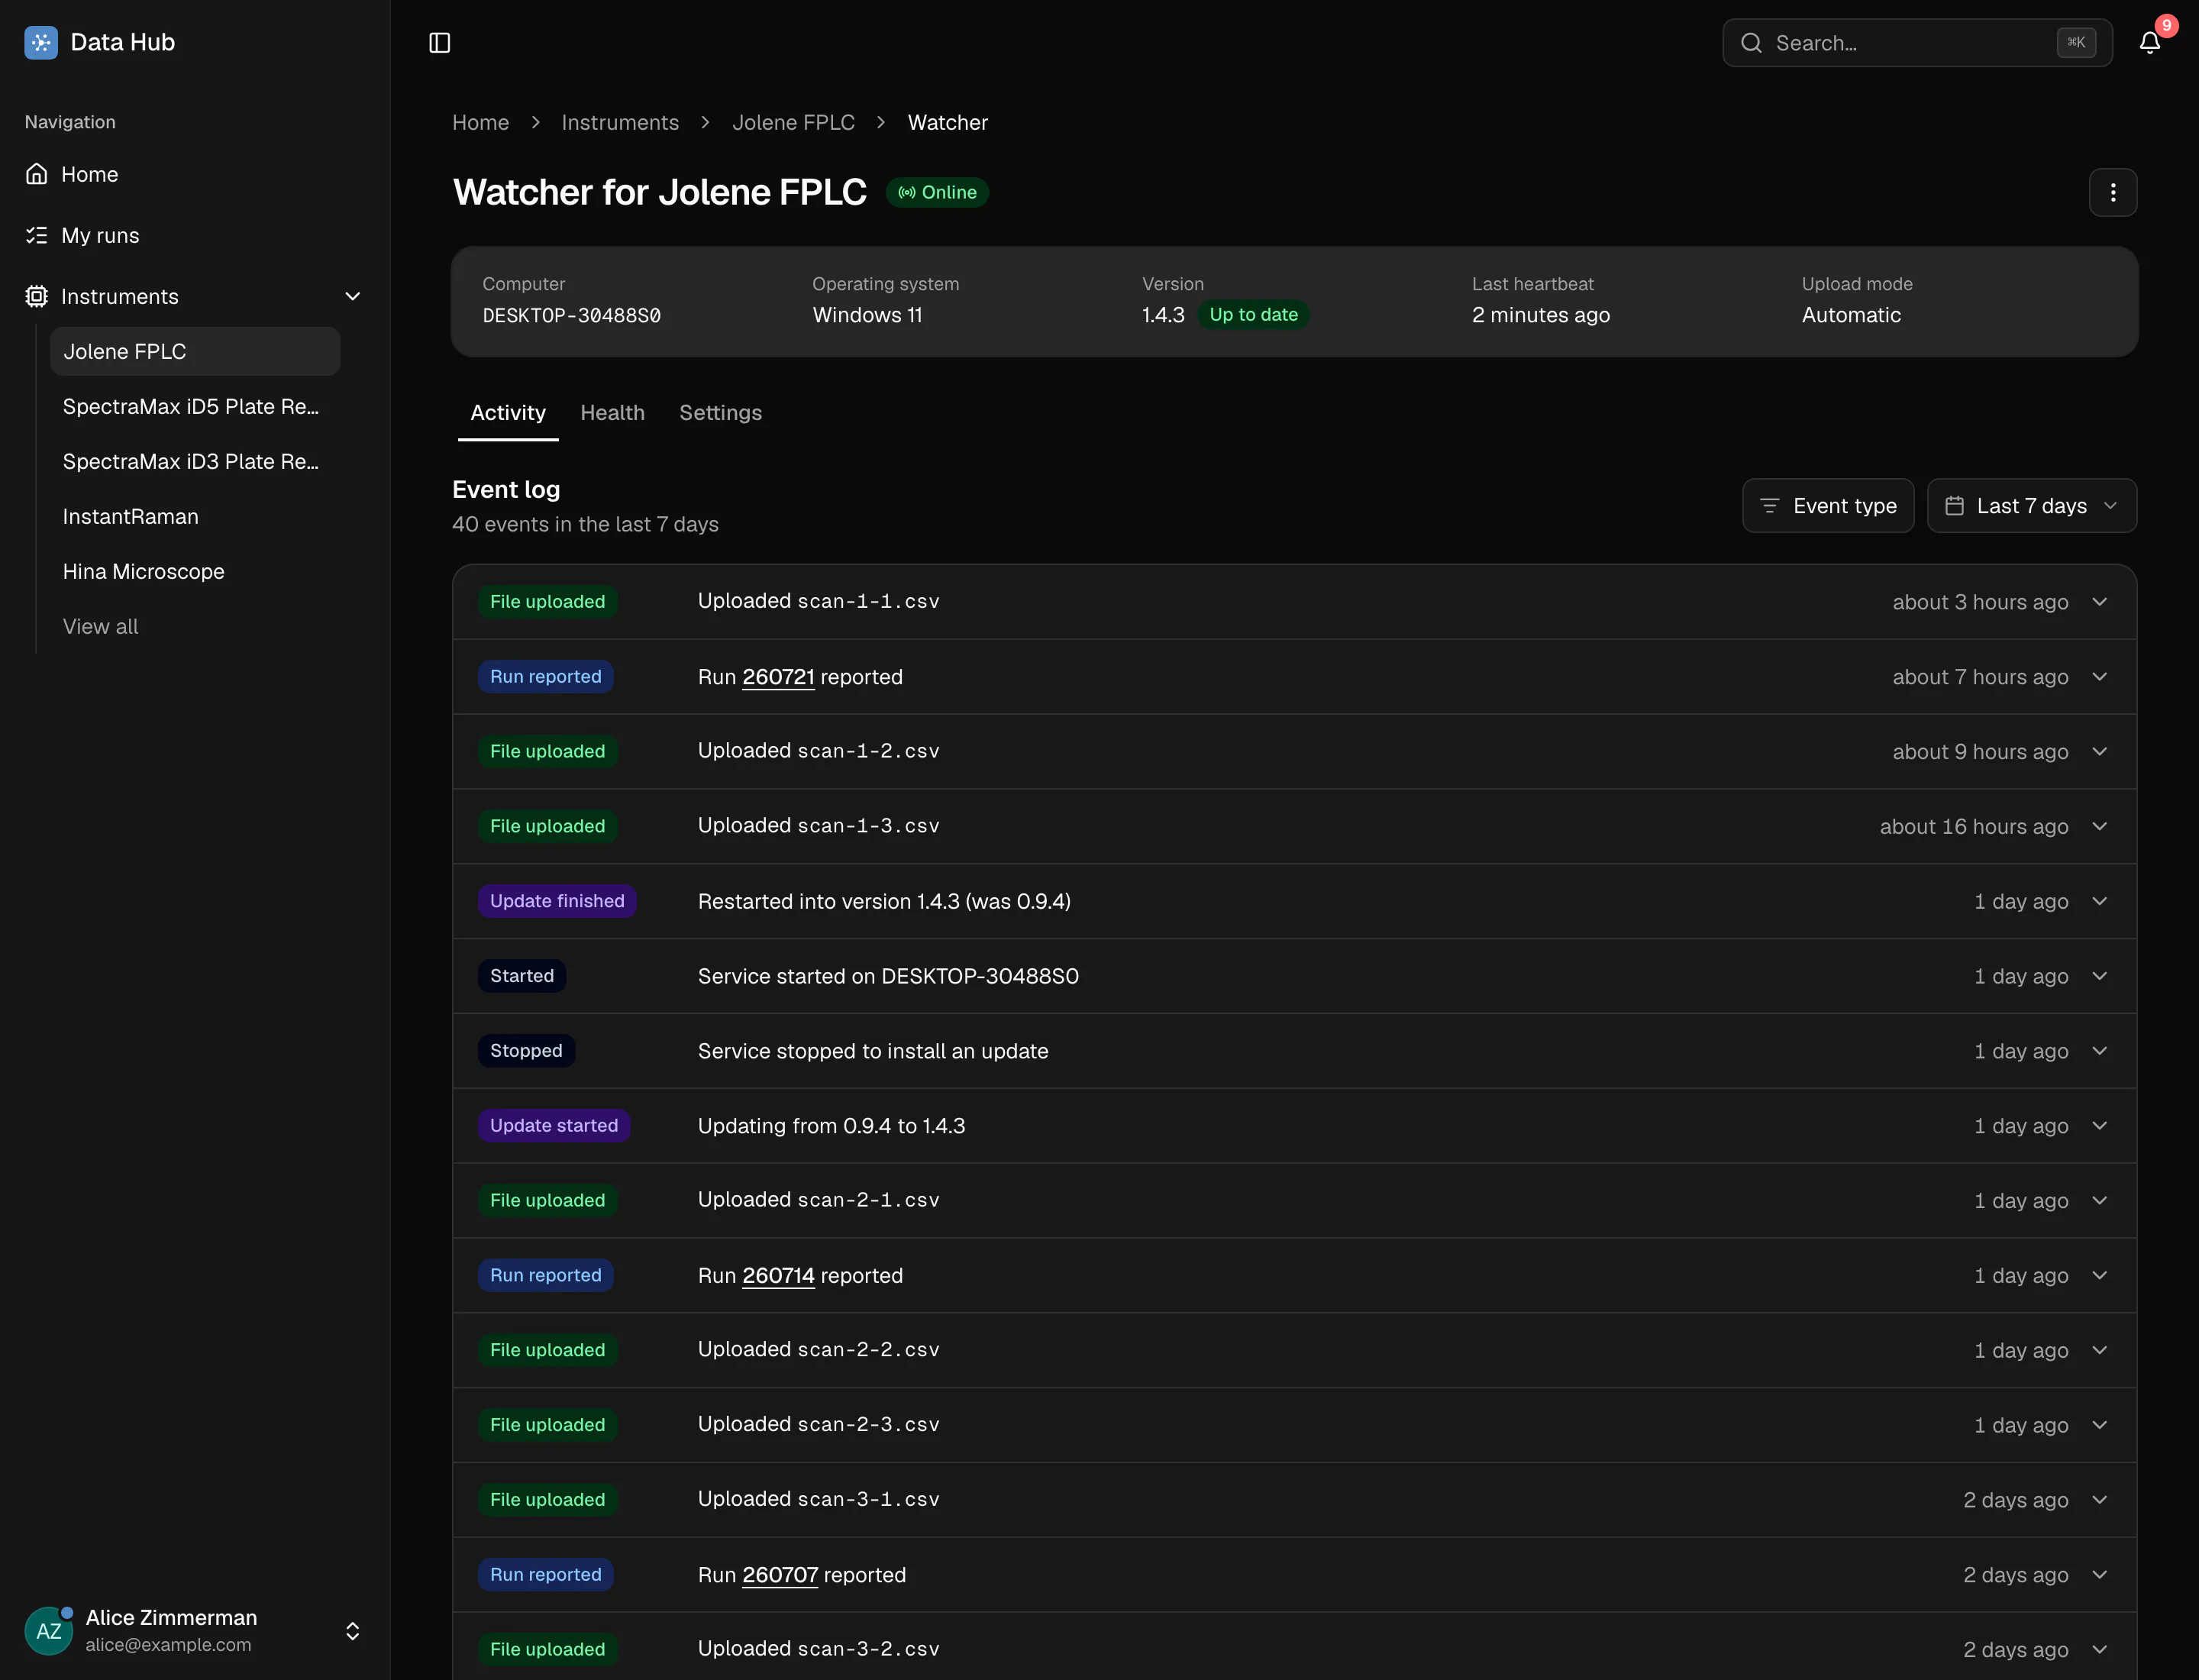 Data Hub
Search...
⌘K
9
Navigation
Home
My runs
Instruments
Jolene FPLC
SpectraMax iD5 Plate Re...
SpectraMax iD3 Plate Re...
InstantRaman
Hina Microscope
View all
AZ
Alice Zimmerman
alice@example.com
Home > Instruments > Jolene FPLC > Watcher
Watcher for Jolene FPLC Online
Computer
DESKTOP-30488S0
Operating system
Windows 11
Version
1.4.3 Up to date
Last heartbeat
2 minutes ago
Upload mode
Automatic
Activity Health Settings
Event log
40 events in the last 7 days
Event type
Last 7 days
File uploaded Uploaded scan-1-1.csv about 3 hours ago
Run reported Run 260721 reported about 7 hours ago
File uploaded Uploaded scan-1-2.csv about 9 hours ago
File uploaded Uploaded scan-1-3.csv about 16 hours ago
Update finished Restarted into version 1.4.3 (was 0.9.4) 1 day ago
Started Service started on DESKTOP-30488S0 1 day ago
Stopped Service stopped to install an update 1 day ago
Update started Updating from 0.9.4 to 1.4.3 1 day ago
File uploaded Uploaded scan-2-1.csv 1 day ago
Run reported Run 260714 reported 1 day ago
File uploaded Uploaded scan-2-2.csv 1 day ago
File uploaded Uploaded scan-2-3.csv 1 day ago
File uploaded Uploaded scan-3-1.csv 2 days ago
Run reported Run 260707 reported 2 days ago
File uploaded Uploaded scan-3-2.csv 2 days ago